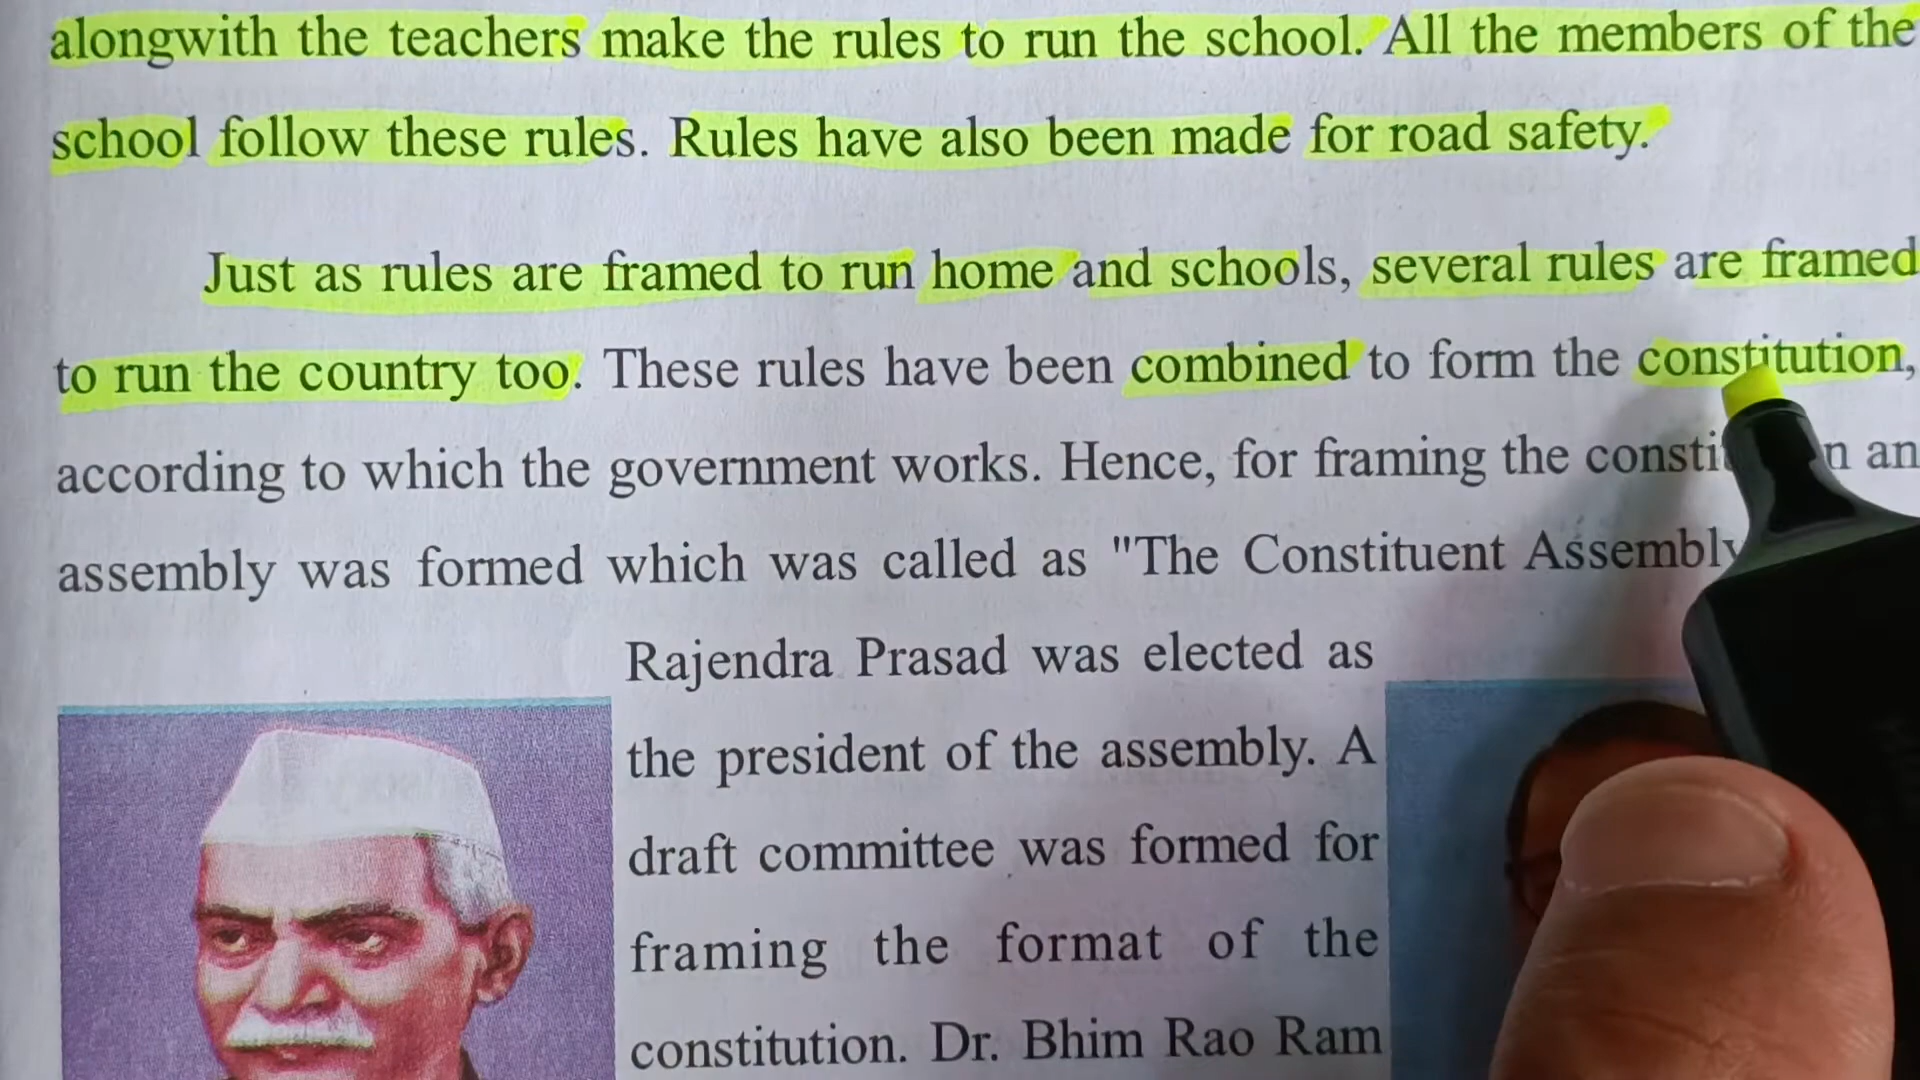 alongwith the teachers make the rules to run the school. All the members of the
school follow these rules. Rules have also been made for road safety.
Just as rules are framed to run home and schools, several rules are framed
to run the country too. These rules have been combined to form the constitution,
according to which the government works. Hence, for framing the an
assembly was formed which was called as "The Constituent Assembly
Rajendra Prasad was elected as
the president of the assembly. A
draft committee was formed for
framing the format of the
constitution. Dr. Bhim Rao Ram